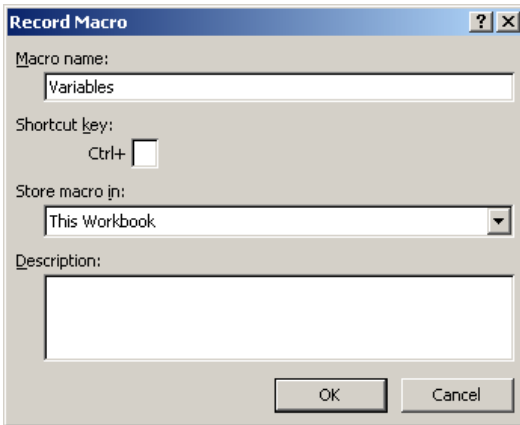 Record Macro
Macro name:
Variables
Shortcut key:
Ctrl+
Store macro in:
This Workbook
Description:
OK Cancel